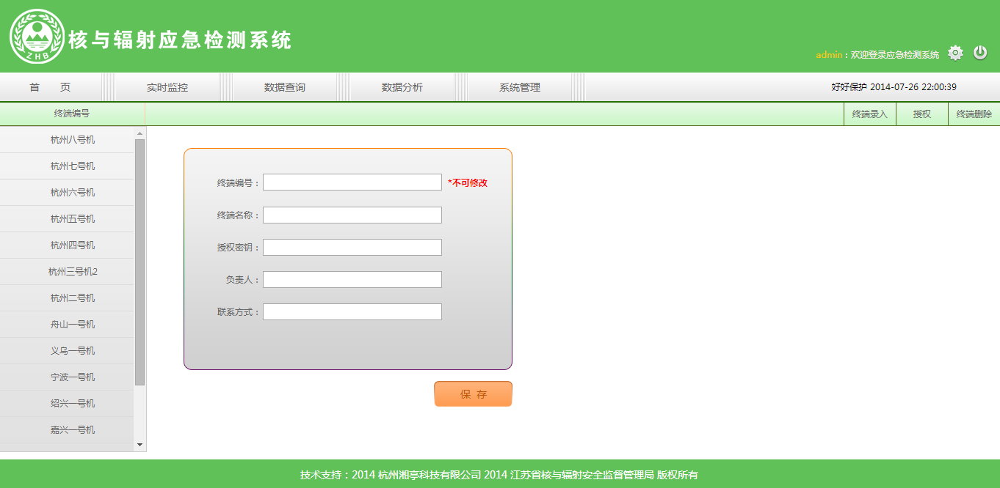 ZHB
核与辐射应急检测系统
admin：欢迎登录应急检测系统
首 页 实时监控 数据查询 数据分析 系统管理 好好保护 2014-07-26 22:00:39
终端编号 终端录入 授权 终端删除
杭州八号机
杭州七号机
杭州六号机
杭州五号机
杭州四号机
杭州三号机2
杭州二号机
舟山一号机
义乌一号机
宁波一号机
绍兴一号机
嘉兴一号机
终端编号： *不可修改
终端名称：
授权密钥：
负责人：
联系方式：
保 存
技术支持：2014 杭州湘亭科技有限公司 2014 江苏省核与辐射安全监督管理局 版权所有